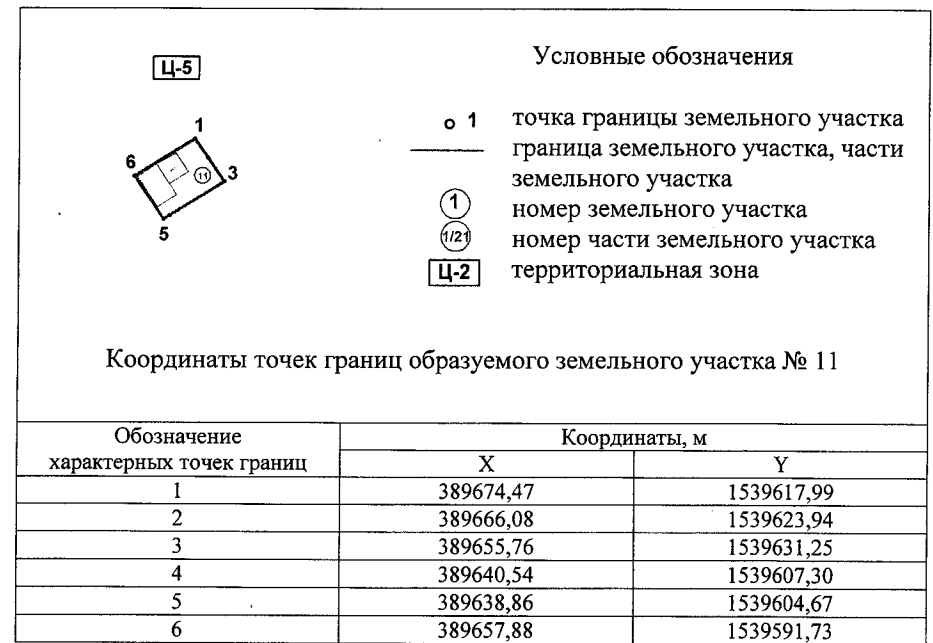 Ц-5
1
6
11
3
5
Условные обозначения
1 точка границы земельного участка
граница земельного участка, части
земельного участка
1 номер земельного участка
1/21 номер части земельного участка
Ц-2 территориальная зона
Координаты точек границ образуемого земельного участка № 11
Обозначение
характерных точек границ
Координаты, м
X Y
1 389674,47 1539617,99
2 389666,08 1539623,94
3 389655,76 1539631,25
4 389640,54 1539607,30
5 389638,86 1539604,67
6 389657,88 1539591,73